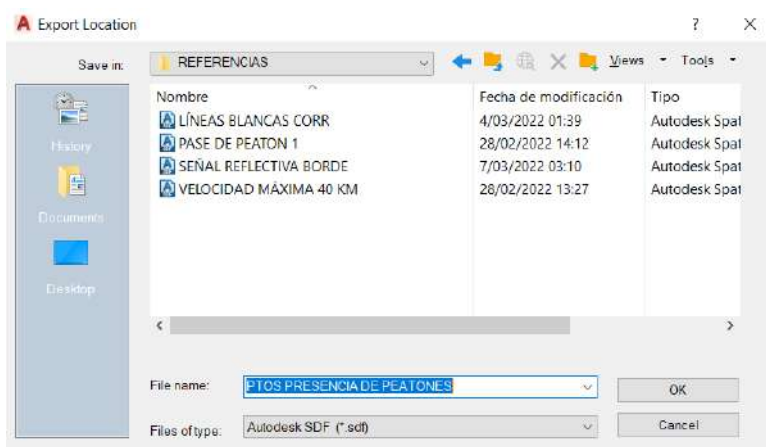 Export Location
Save in: REFERENCIAS Views Tools
Nombre Fecha de modificación Tipo
LÍNEAS BLANCAS CORR 4/03/2022 01:39 Autodesk Spat
PASE DE PEATON 1 28/02/2022 14:12 Autodesk Spat
SEÑAL REFLECTIVA BORDE 7/03/2022 03:10 Autodesk Spat
VELOCIDAD MÁXIMA 40 KM 28/02/2022 13:27 Autodesk Spat
History
Documents
Desktop
File name: PTOS PRESENCIA DE PEATONES OK
Files of type: Autodesk SDF (*.sdf) Cancel